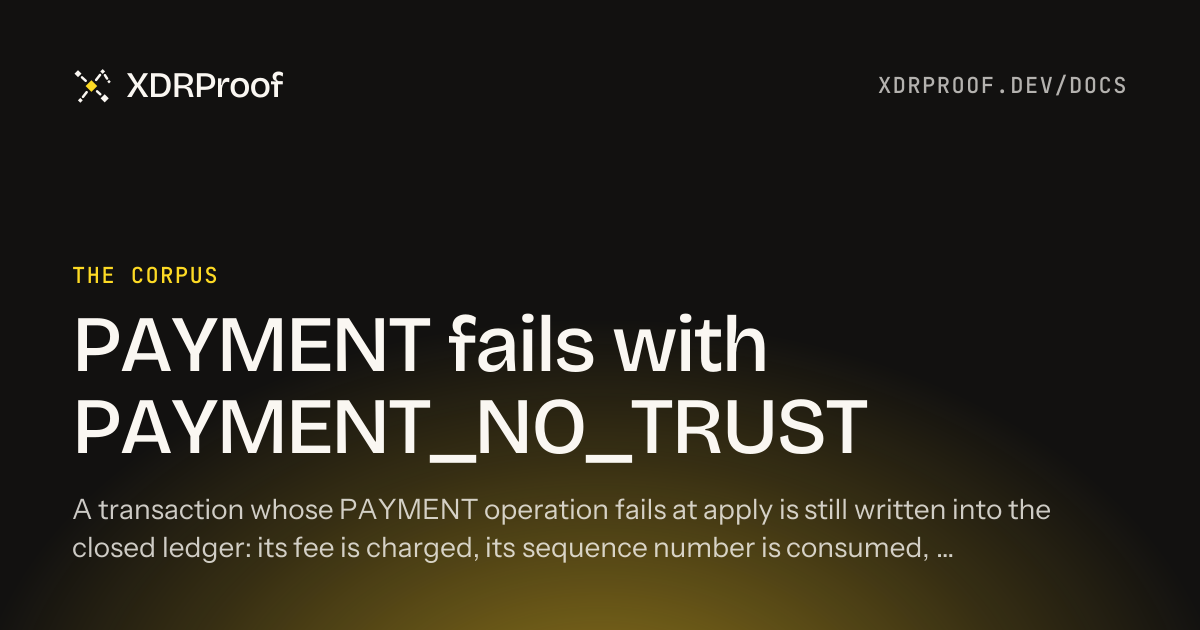 XDRProof
XDRPROOF.DEV/DOCS
THE CORPUS
PAYMENT fails with
PAYMENT_NO_TRUST
A transaction whose PAYMENT operation fails at apply is still written into the
closed ledger: its fee is charged, its sequence number is consumed, ...